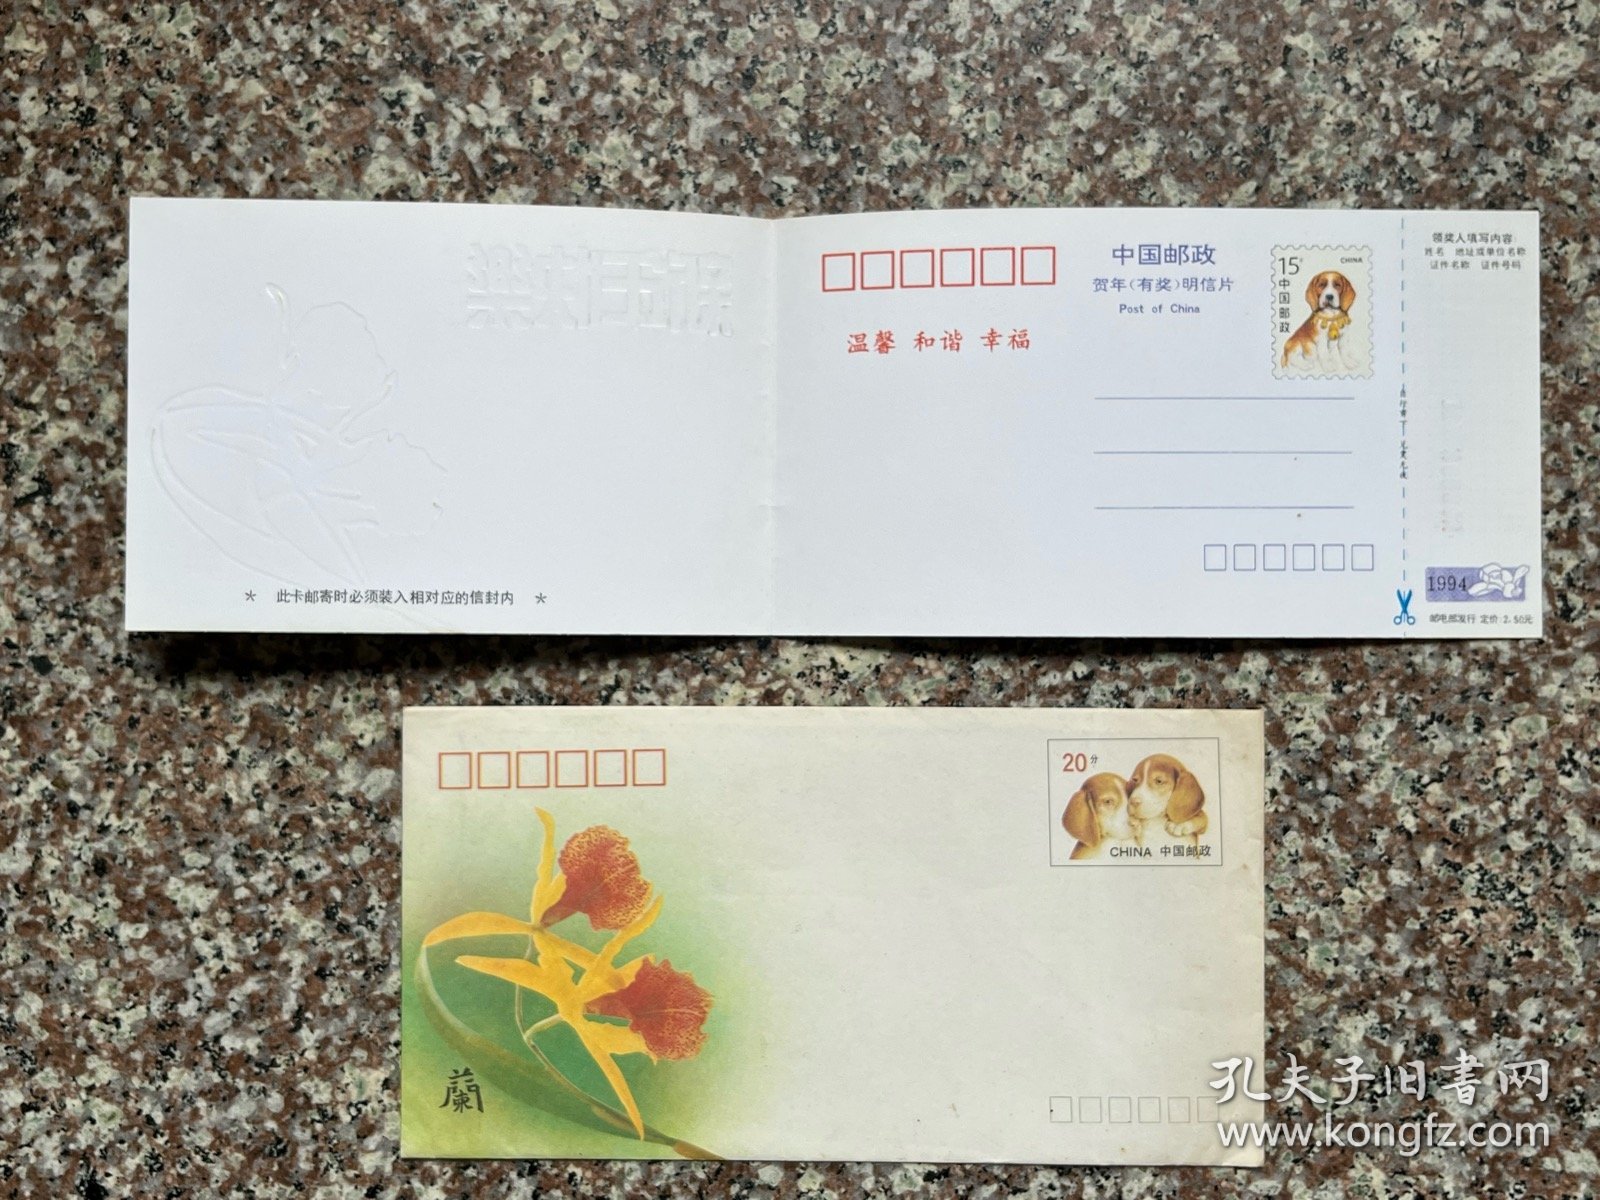 中国邮政
贺年(有奖)明信片
Post of China
15分
CHINA
中国邮政
温馨 和谐 幸福
领奖人填写内容:
姓名 地址或单位名称
证件名称 证件号码
1994
邮电部发行 定价 2.50元
* 此卡邮寄时必须装入相对应的信封内 *
20分
CHINA 中国邮政
蘭
孔夫子旧書网
www.kongfz.com